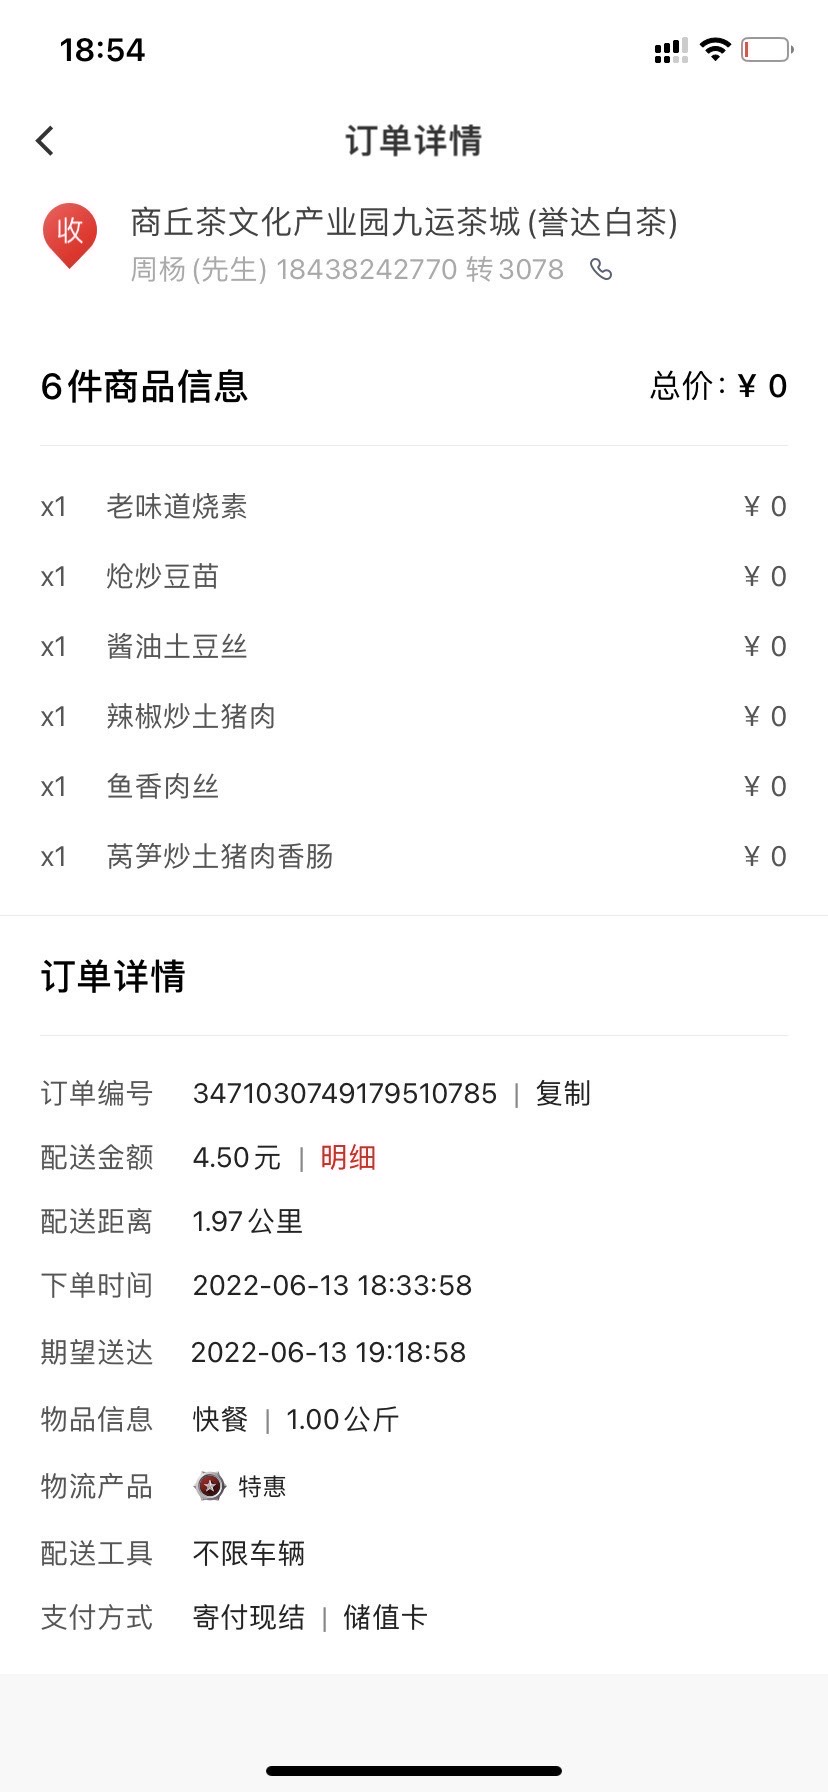 18:54
订单详情
收
商丘茶文化产业园九运茶城(誉达白茶)
周杨(先生) 18438242770 转3078
6件商品信息 总价: ¥ 0
x1 老味道烧素 ¥ 0
x1 炝炒豆苗 ¥ 0
x1 酱油土豆丝 ¥ 0
x1 辣椒炒土猪肉 ¥ 0
x1 鱼香肉丝 ¥ 0
x1 莴笋炒土猪肉香肠 ¥ 0
订单详情
订单编号 3471030749179510785 | 复制
配送金额 4.50元 | 明细
配送距离 1.97公里
下单时间 2022-06-13 18:33:58
期望送达 2022-06-13 19:18:58
物品信息 快餐 | 1.00公斤
物流产品 特惠
配送工具 不限车辆
支付方式 寄付现结 | 储值卡